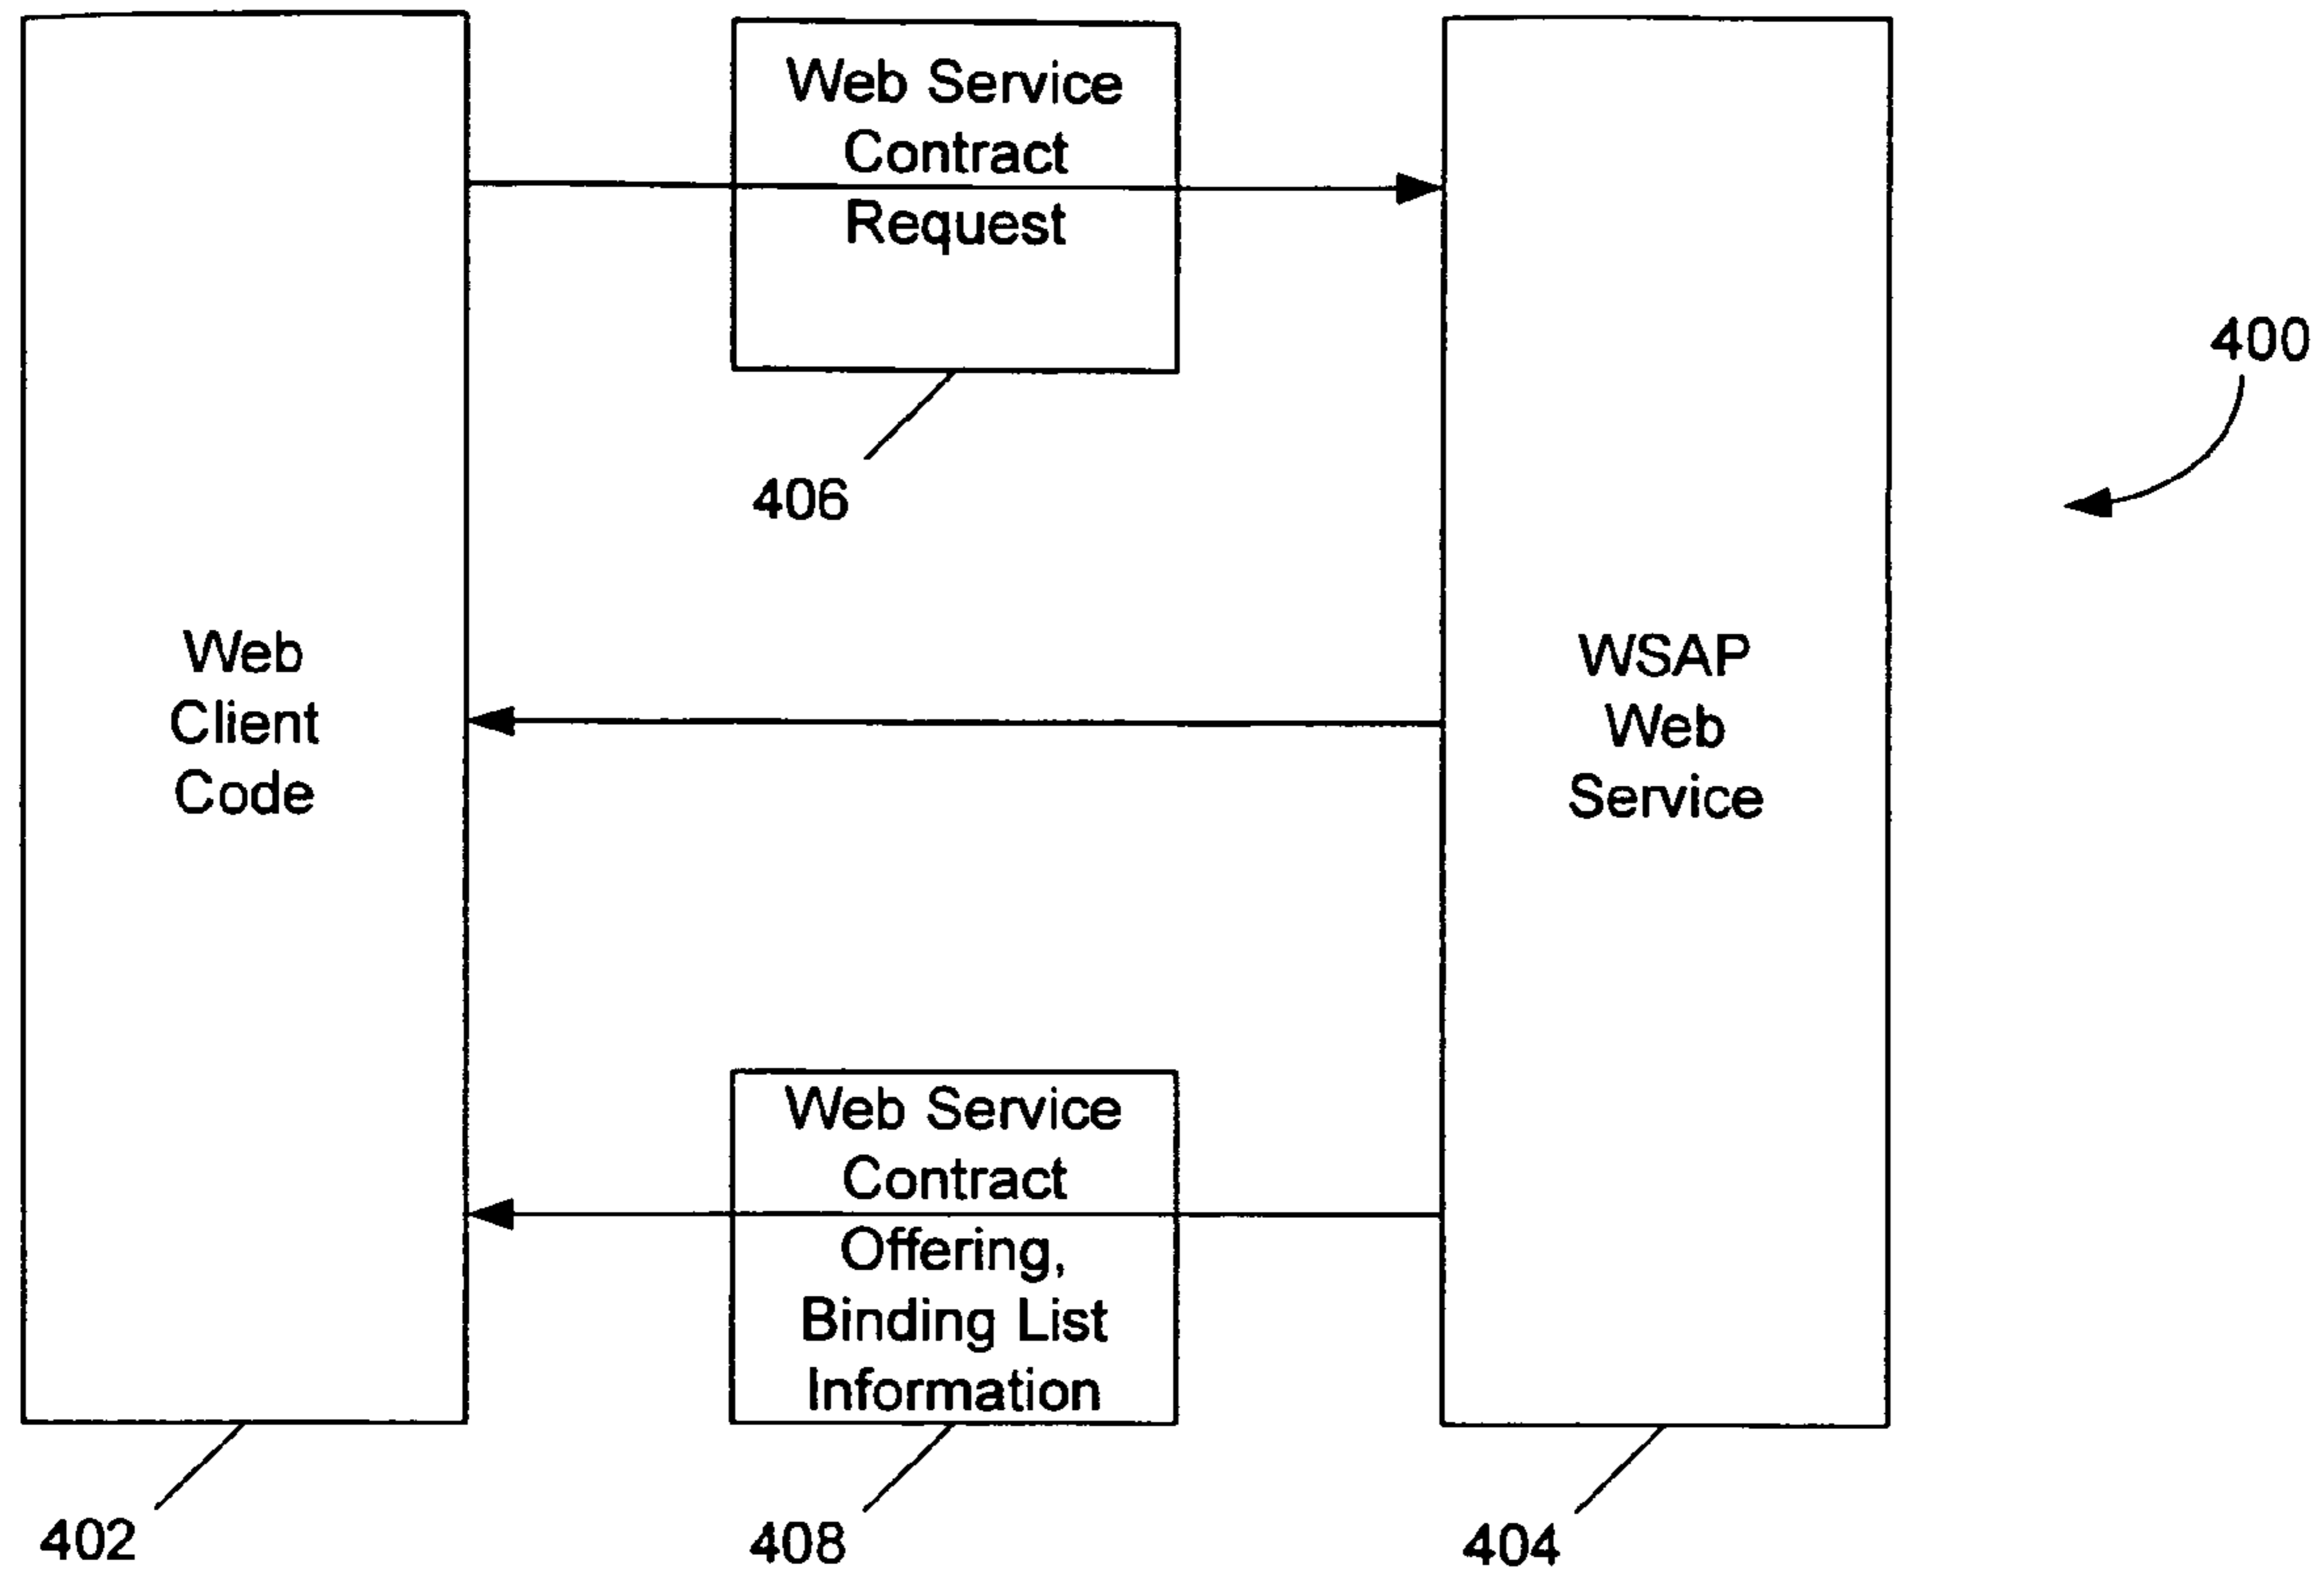 Web Service
Contract
Request
400
406
Web
Client
Code
WSAP
Web
Service
Web Service
Contract
Offering,
Binding List
Information
402
408
404